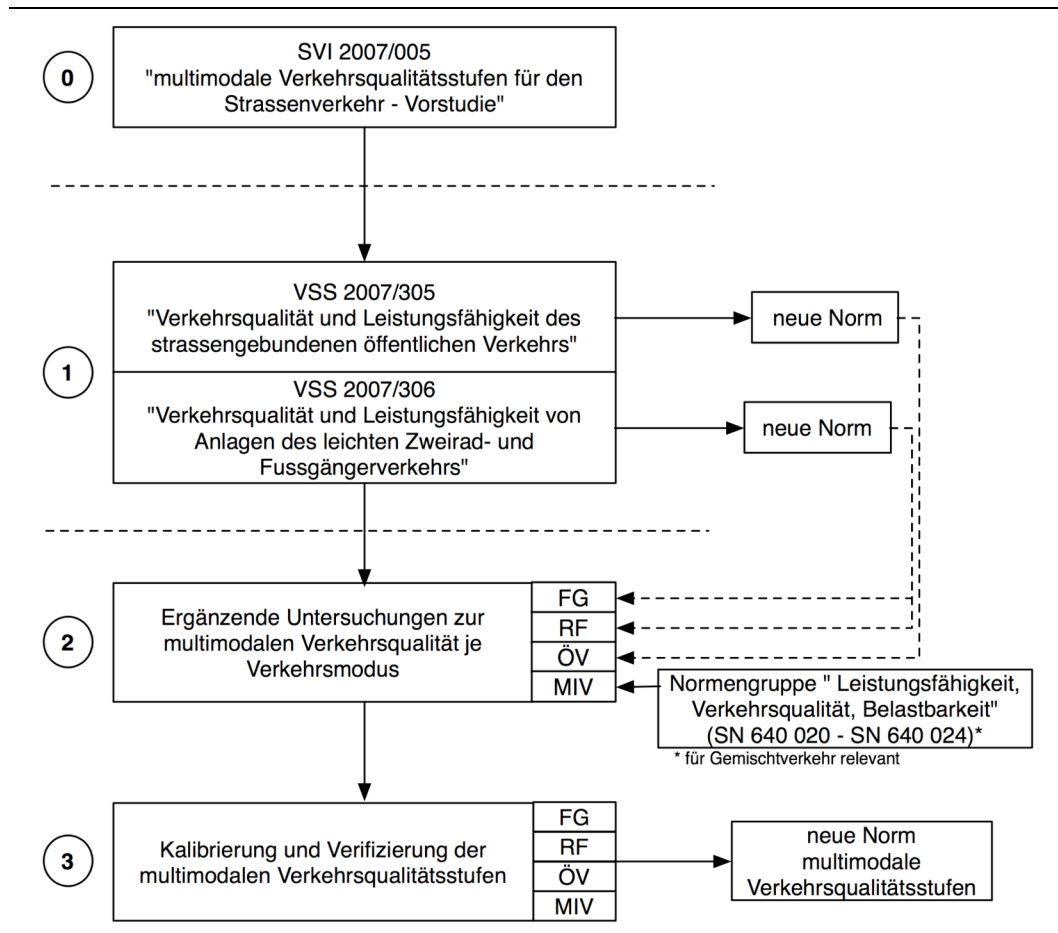 0
SVI 2007/005
"multimodale Verkehrsqualitätsstufen für den
Strassenverkehr - Vorstudie"
1
VSS 2007/305
"Verkehrsqualität und Leistungsfähigkeit des
strassengebundenen öffentlichen Verkehrs"
neue Norm
VSS 2007/306
"Verkehrsqualität und Leistungsfähigkeit von
Anlagen des leichten Zweirad- und
Fussgängerverkehrs"
neue Norm
2
Ergänzende Untersuchungen zur
multimodalen Verkehrsqualität je
Verkehrsmodus
FG
RF
ÖV
MIV
Normengruppe " Leistungsfähigkeit,
Verkehrsqualität, Belastbarkeit"
(SN 640 020 - SN 640 024)*
* für Gemischtverkehr relevant
3
Kalibrierung und Verifizierung der
multimodalen Verkehrsqualitätsstufen
FG
RF
ÖV
MIV
neue Norm
multimodale
Verkehrsqualitätsstufen